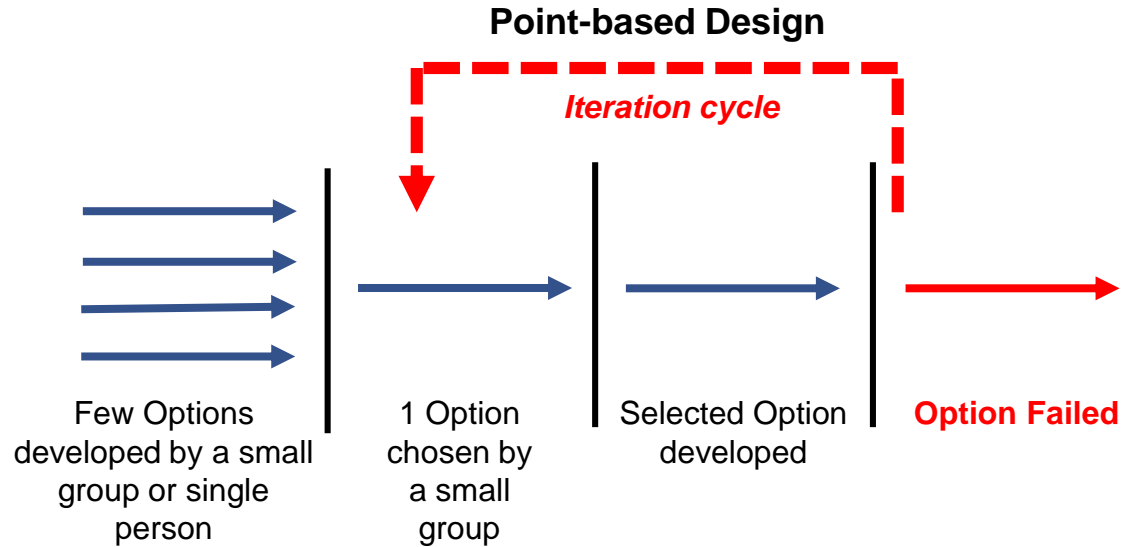 Point-based Design
Iteration cycle
Few Options
developed by a small
group or single
person
1 Option
chosen by
a small
group
Selected Option
developed
Option Failed